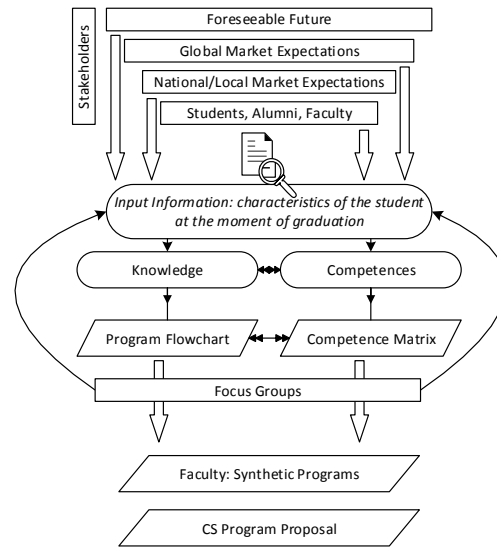 Stakeholders
Foreseeable Future
Global Market Expectations
National/Local Market Expectations
Students, Alumni, Faculty
Input Information: characteristics of the student
at the moment of graduation
Knowledge
Competences
Program Flowchart
Competence Matrix
Focus Groups
Faculty: Synthetic Programs
CS Program Proposal